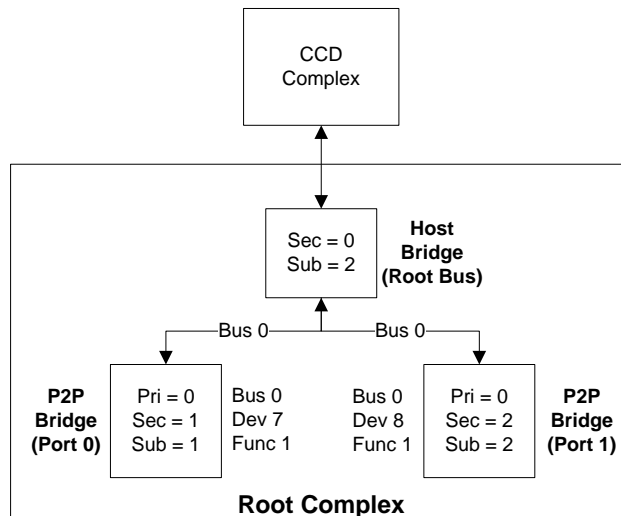 CCD
Complex
Sec = 0
Sub = 2
Host
Bridge
(Root Bus)
Bus 0
Bus 0
P2P
Bridge
(Port 0)
Pri = 0
Sec = 1
Sub = 1
Bus 0
Dev 7
Func 1
Bus 0
Dev 8
Func 1
Pri = 0
Sec = 2
Sub = 2
P2P
Bridge
(Port 1)
Root Complex